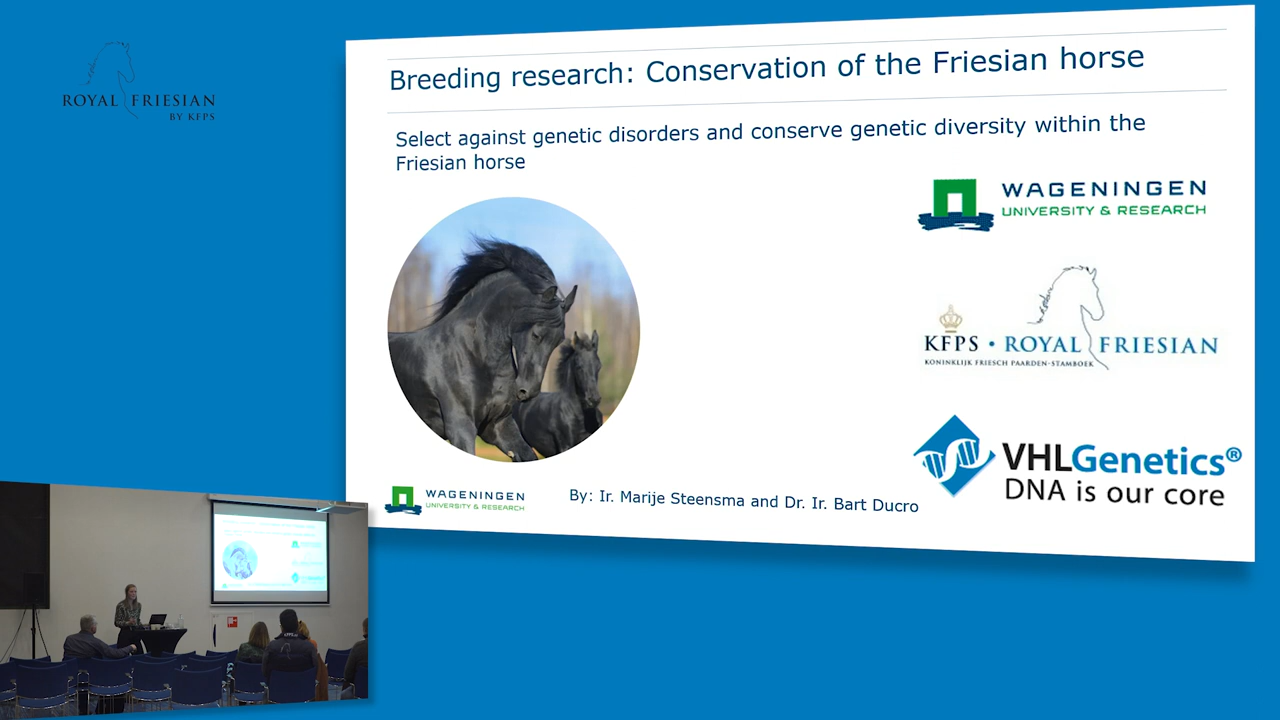 ROYAL FRIESIAN
BY KFPS
Breeding research: Conservation of the Friesian horse
Select against genetic disorders and conserve genetic diversity within the
Friesian horse
WAGENINGEN
UNIVERSITY & RESEARCH
KFPS • ROYAL FRIESIAN
KONINKLIJK FRIESCH PAARDEN-STAMBOEK
VHLGenetics®
DNA is our core
WAGENINGEN
UNIVERSITY & RESEARCH
By: Ir. Marije Steensma and Dr. Ir. Bart Ducro